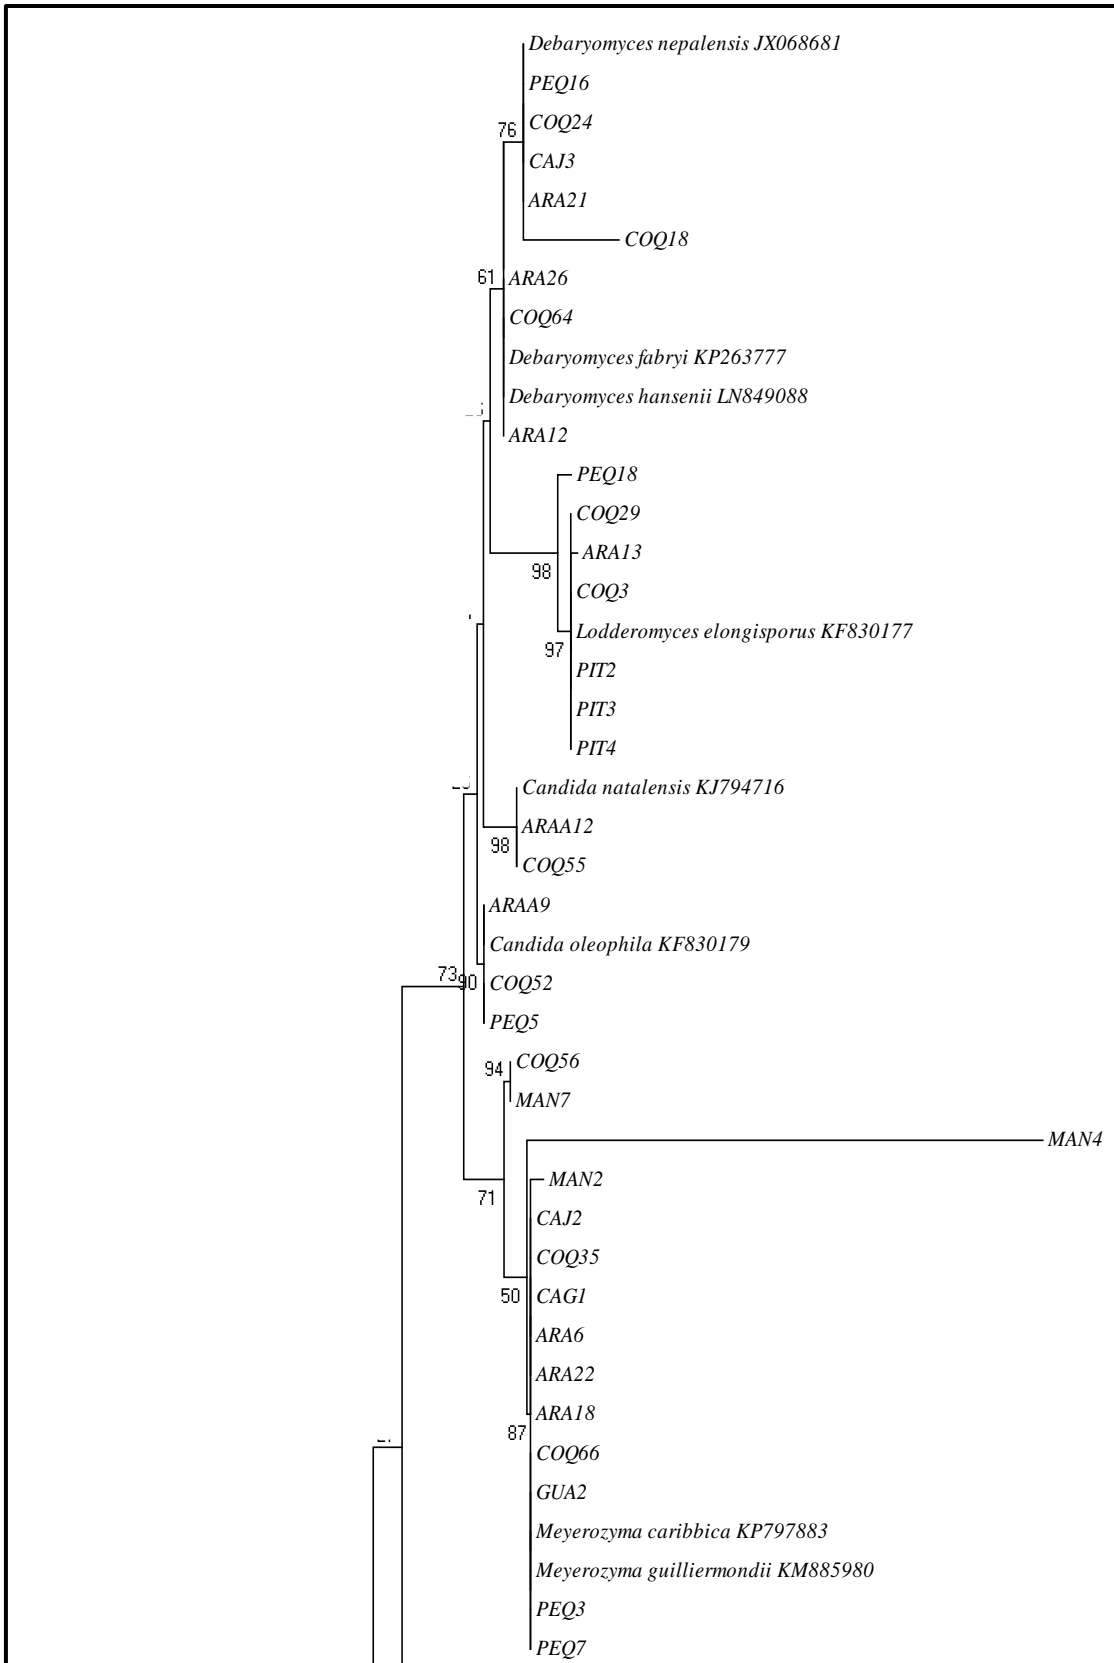 Debaryomyces nepalensis JX068681
PEQ16
COQ24
76
CAJ3
ARA21
COQ18
61
ARA26
COQ64
Debaryomyces fabryi KP263777
Debaryomyces hansenii LN849088
ARA12
PEQ18
COQ29
ARA13
98
COQ3
Lodderomyces elongisporus KF830177
97
PIT2
PIT3
PIT4
Candida natalensis KJ794716
ARAA12
98
COQ55
ARAA9
Candida oleophila KF830179
73
90
COQ52
PEQ5
94
COQ56
MAN7
MAN4
MAN2
71
CAJ2
COQ35
50
CAG1
ARA6
ARA22
ARA18
87
COQ66
GUA2
Meyerozyma caribbica KP797883
Meyerozyma guilliermondii KM885980
PEQ3
PEQ7